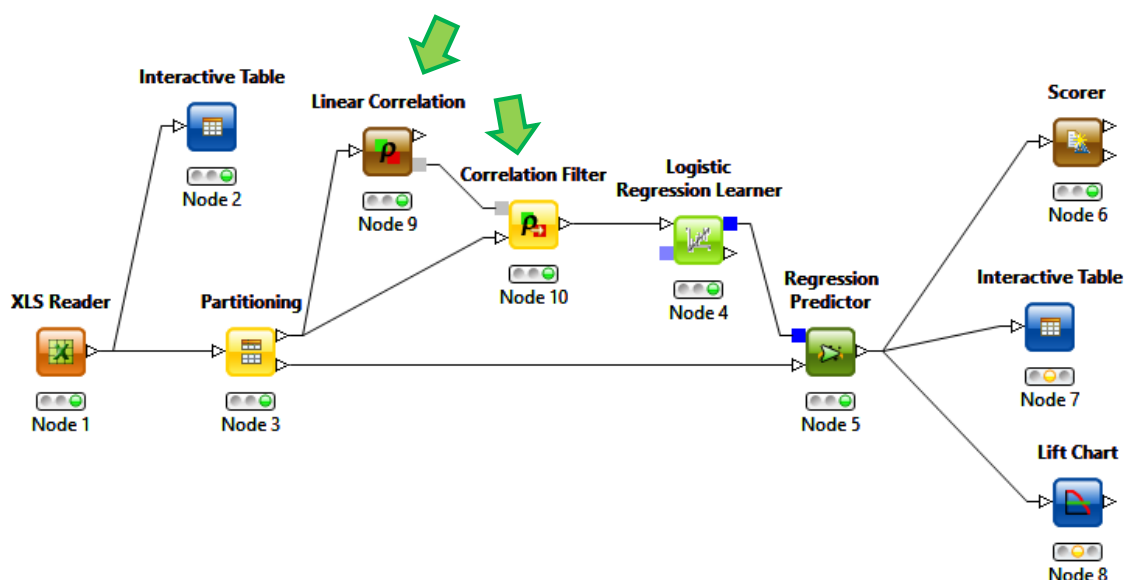 Interactive Table
Node 2
Linear Correlation
ρ
Node 9
Correlation Filter
ρ
Node 10
Logistic
Regression Learner
Node 4
Scorer
Node 6
XLS Reader
X
Node 1
Partitioning
Node 3
Regression
Predictor
Node 5
Interactive Table
Node 7
Lift Chart
Node 8